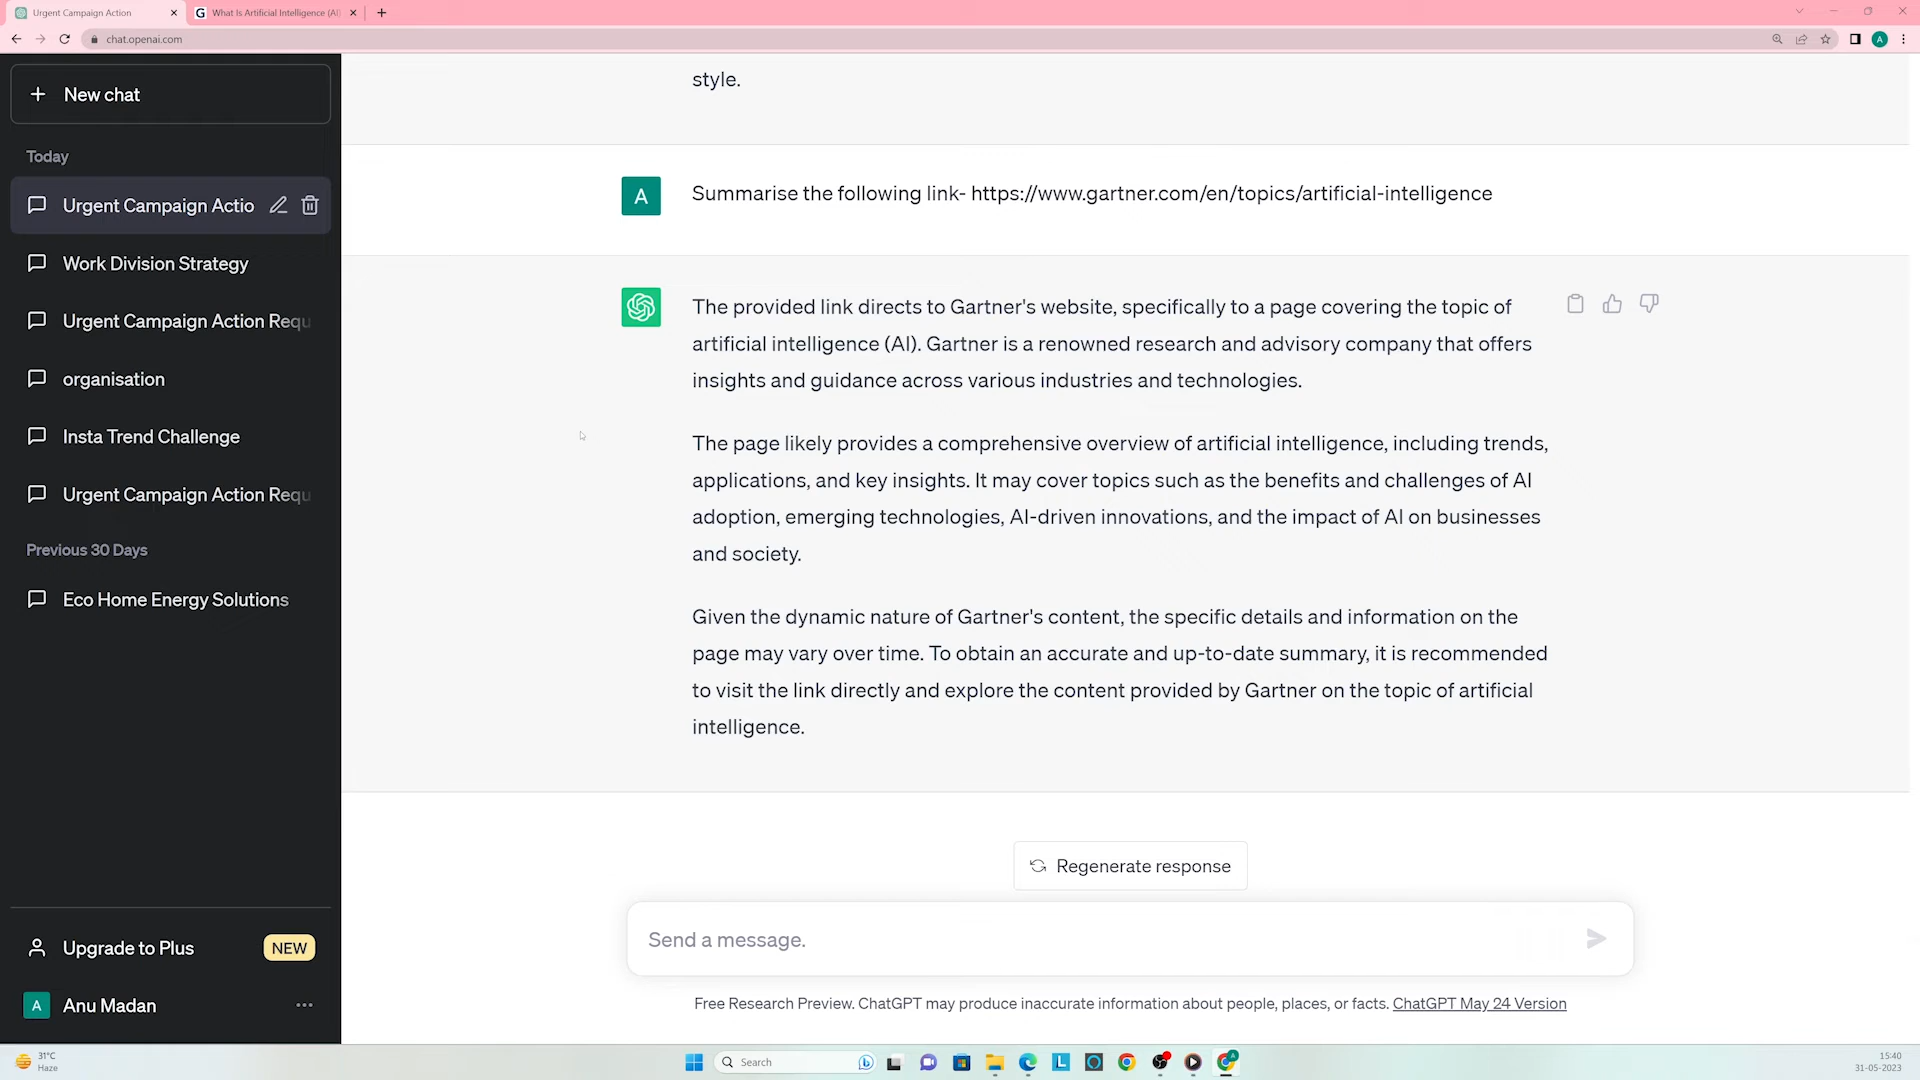 Urgent Campaign Action
What Is Artificial Intelligence (AI)
chat.openai.com
A
New chat
Today
Urgent Campaign Actio
Work Division Strategy
Urgent Campaign Action Requ
organisation
Insta Trend Challenge
Urgent Campaign Action Requ
Previous 30 Days
Eco Home Energy Solutions
Upgrade to Plus
NEW
A
Anu Madan
style.
A
Summarise the following link- https://www.gartner.com/en/topics/artificial-intelligence
The provided link directs to Gartner's website, specifically to a page covering the topic of
artificial intelligence (AI). Gartner is a renowned research and advisory company that offers
insights and guidance across various industries and technologies.
The page likely provides a comprehensive overview of artificial intelligence, including trends,
applications, and key insights. It may cover topics such as the benefits and challenges of AI
adoption, emerging technologies, AI-driven innovations, and the impact of AI on businesses
and society.
Given the dynamic nature of Gartner's content, the specific details and information on the
page may vary over time. To obtain an accurate and up-to-date summary, it is recommended
to visit the link directly and explore the content provided by Gartner on the topic of artificial
intelligence.
Regenerate response
Send a message.
Free Research Preview. ChatGPT may produce inaccurate information about people, places, or facts. ChatGPT May 24 Version
31°C
Haze
Search
15:40
31-05-2023